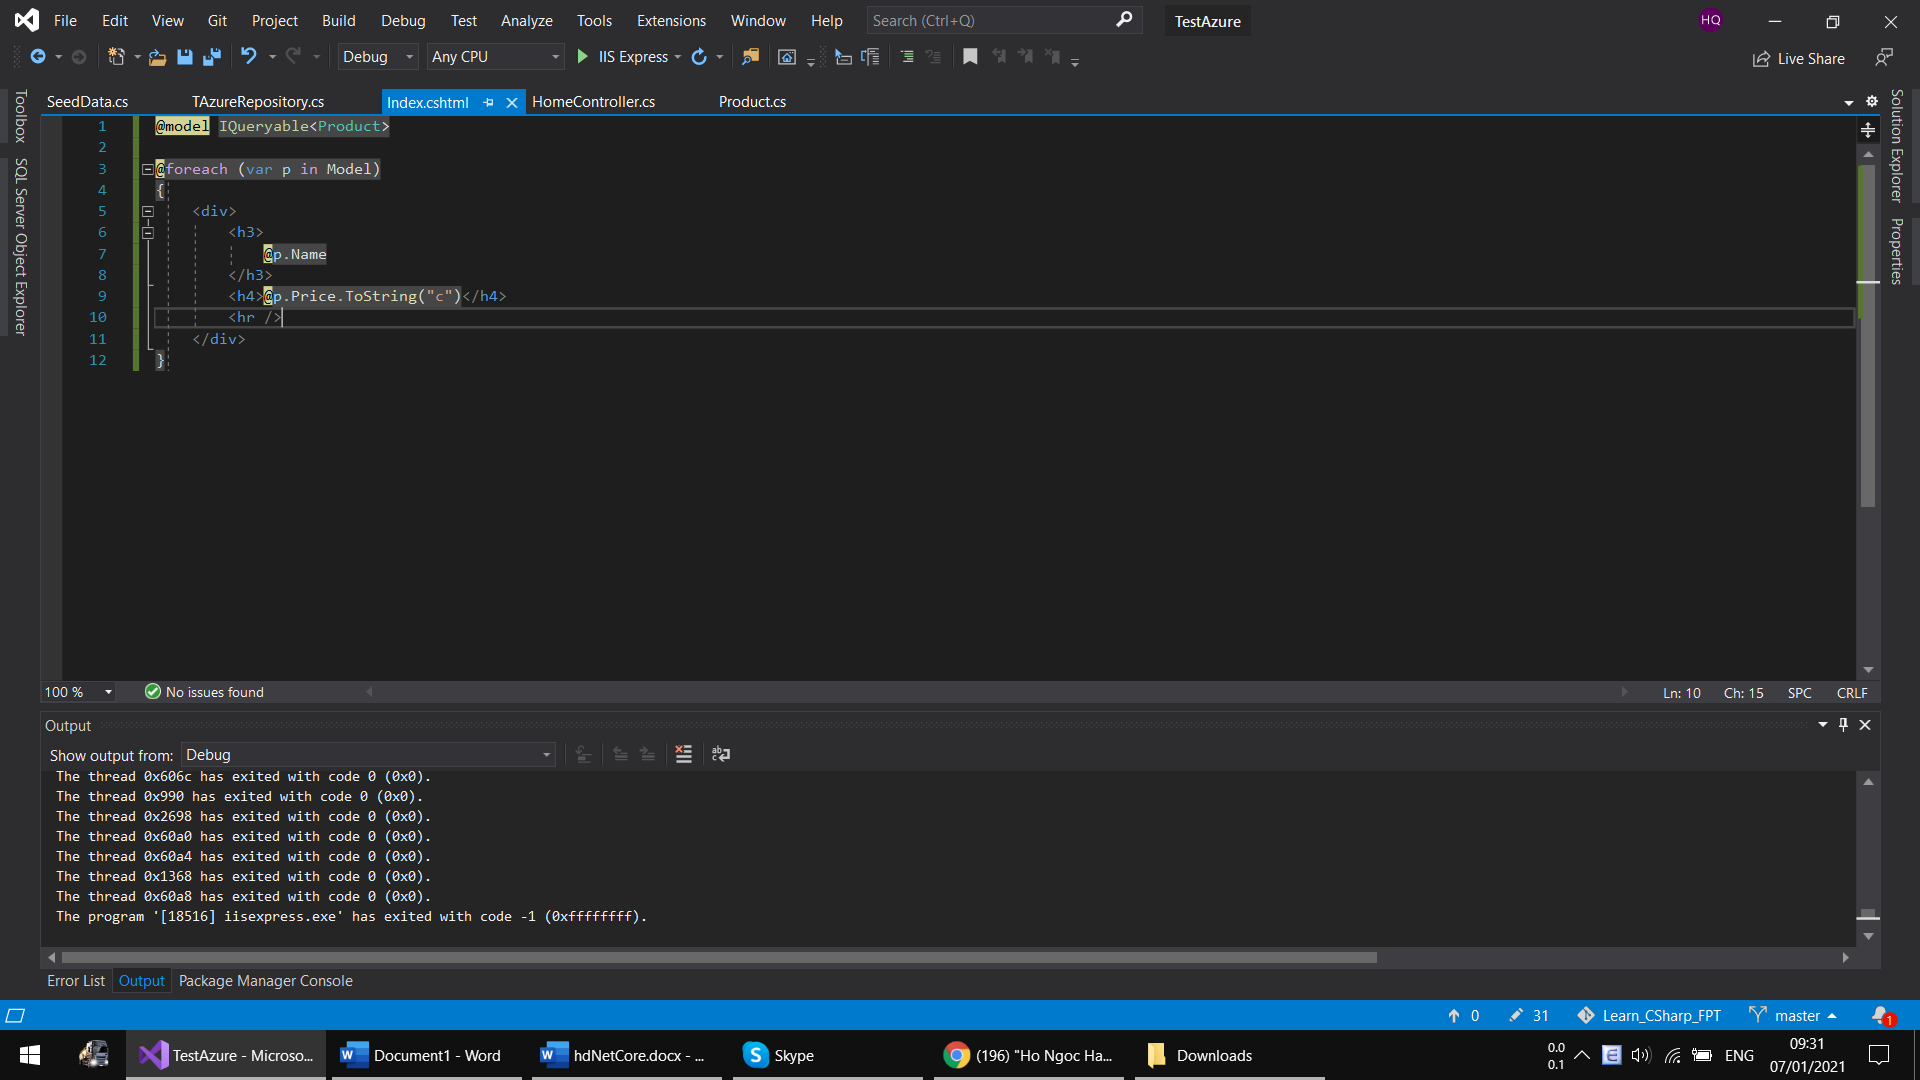 File Edit View Git Project Build Debug Test Analyze Tools Extensions Window Help Search (Ctrl+Q) TestAzure HQ
Debug Any CPU IIS Express Live Share
SeedData.cs TAzureRepository.cs Index.cshtml HomeController.cs Product.cs
Toolbox
SQL Server Object Explorer
Solution Explorer
Properties
1 @model IQueryable<Product>
2
3 @foreach (var p in Model)
4 {
5 <div>
6 <h3>
7 @p.Name
8 </h3>
9 <h4>@p.Price.ToString("c")</h4>
10 <hr />
11 </div>
12 }
100 % No issues found Ln: 10 Ch: 15 SPC CRLF
Output
Show output from: Debug
The thread 0x606c has exited with code 0 (0x0).
The thread 0x990 has exited with code 0 (0x0).
The thread 0x2698 has exited with code 0 (0x0).
The thread 0x60a0 has exited with code 0 (0x0).
The thread 0x60a4 has exited with code 0 (0x0).
The thread 0x1368 has exited with code 0 (0x0).
The thread 0x60a8 has exited with code 0 (0x0).
The program '[18516] iisexpress.exe' has exited with code -1 (0xffffffff).
Error List Output Package Manager Console
0 31 Learn_CSharp_FPT master 1
TestAzure - Microso... Document1 - Word hdNetCore.docx - ... Skype (196) "Ho Ngoc Ha... Downloads 0.0 ENG 09:31
0.1 07/01/2021